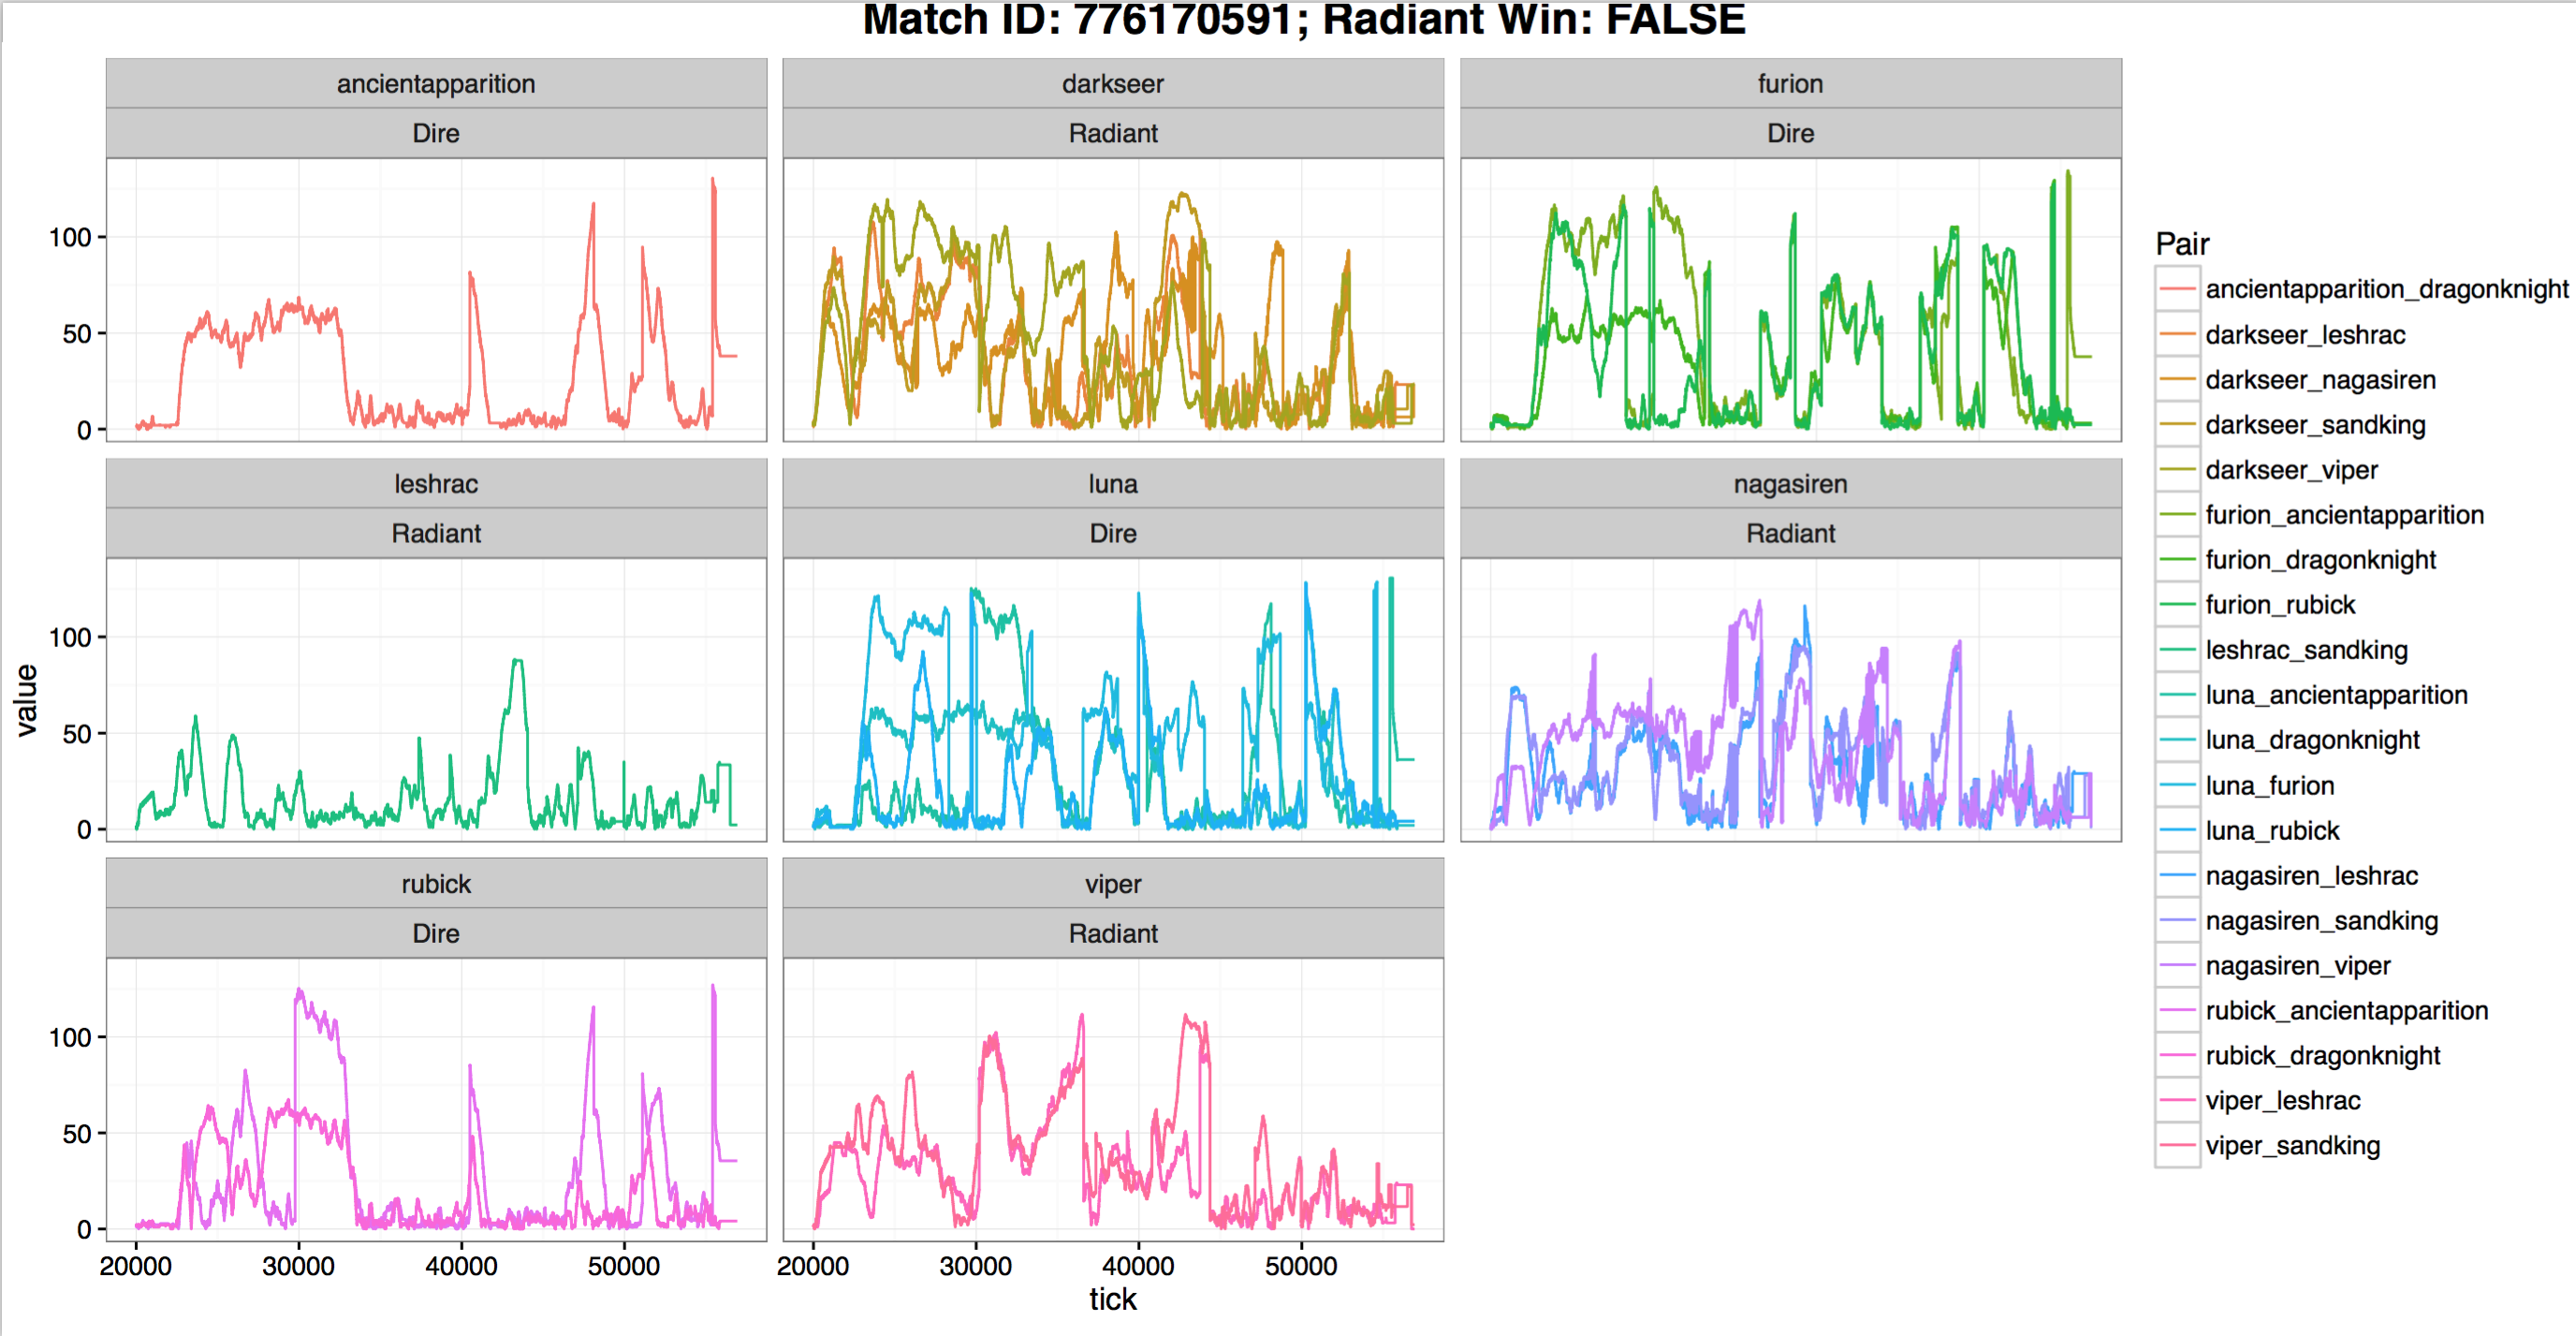 Match ID: 776170591; Radiant Win: FALSE
ancientapparition
darkseer
furion
Dire
Radiant
Dire
100
50
0
leshrac
luna
nagasiren
Radiant
Dire
Radiant
100
50
0
value
rubick
viper
Dire
Radiant
100
50
0
20000 30000 40000 50000
20000 30000 40000 50000
tick
Pair
ancientapparition_dragonknight
darkseer_leshrac
darkseer_nagasiren
darkseer_sandking
darkseer_viper
furion_ancientapparition
furion_dragonknight
furion_rubick
leshrac_sandking
luna_ancientapparition
luna_dragonknight
luna_furion
luna_rubick
nagasiren_leshrac
nagasiren_sandking
nagasiren_viper
rubick_ancientapparition
rubick_dragonknight
viper_leshrac
viper_sandking